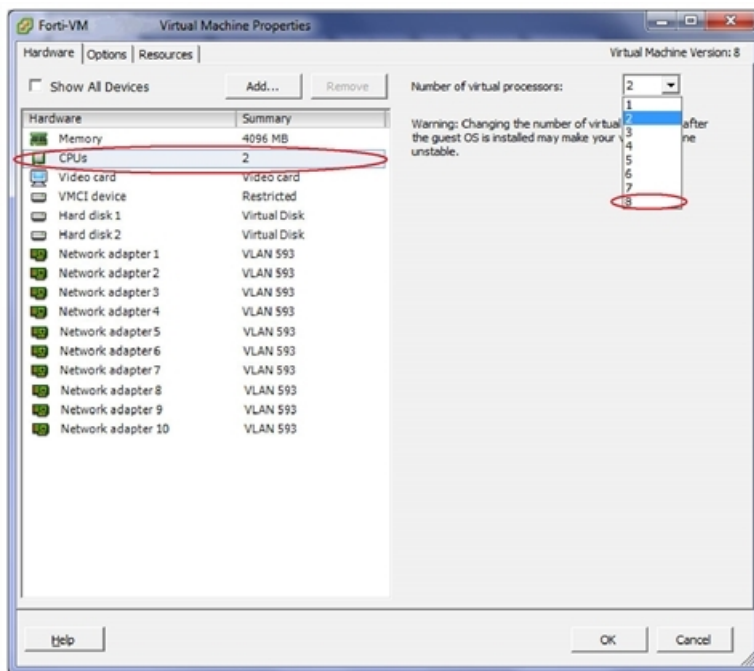 Forti-VM Virtual Machine Properties
Hardware Options Resources Virtual Machine Version: 8
Show All Devices Add... Remove
Hardware Summary
Memory 4096 MB
CPUs 2
Video card Video card
VMCI device Restricted
Hard disk 1 Virtual Disk
Hard disk 2 Virtual Disk
Network adapter 1 VLAN 593
Network adapter 2 VLAN 593
Network adapter 3 VLAN 593
Network adapter 4 VLAN 593
Network adapter 5 VLAN 593
Network adapter 6 VLAN 593
Network adapter 7 VLAN 593
Network adapter 8 VLAN 593
Network adapter 9 VLAN 593
Network adapter 10 VLAN 593
Number of virtual processors: 2
1
2
3
4
5
6
7
8
Warning: Changing the number of virtual after
the guest OS is installed may make your
unstable.
Help OK Cancel